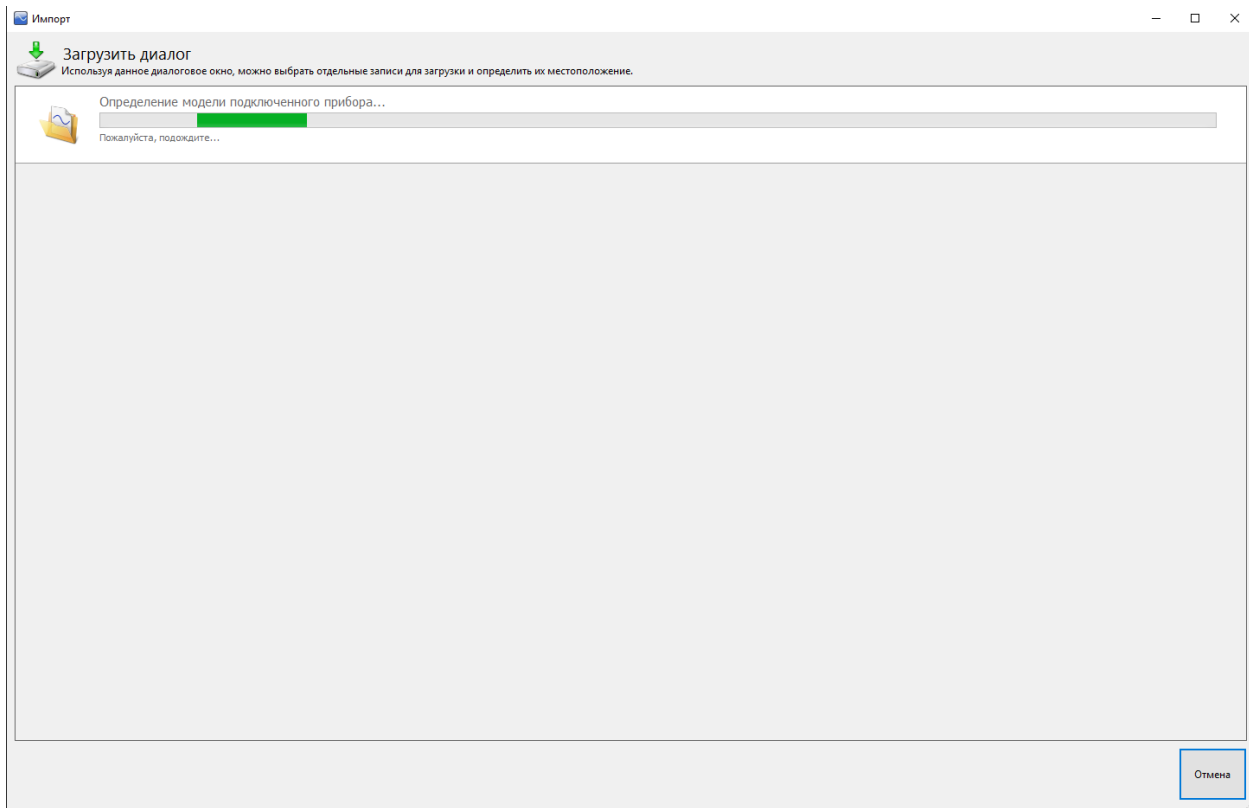 Импорт
Загрузить диалог
Используя данное диалоговое окно, можно выбрать отдельные записи для загрузки и определить их местоположение.
Определение модели подключенного прибора...
Пожалуйста, подождите...
Отмена